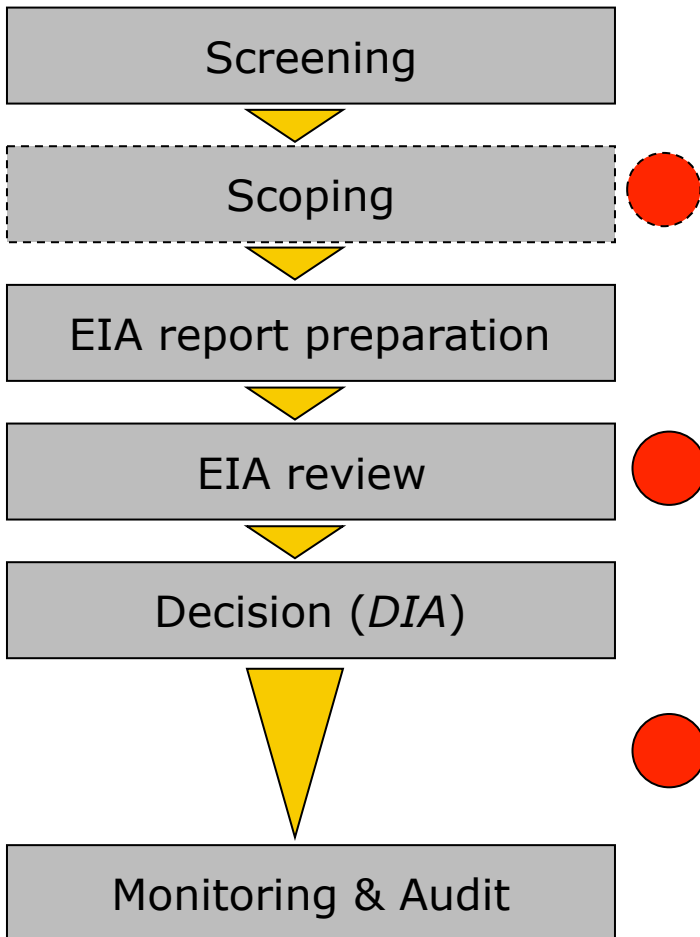 Screening
Scoping
EIA report preparation
EIA review
Decision (DIA)
Monitoring & Audit